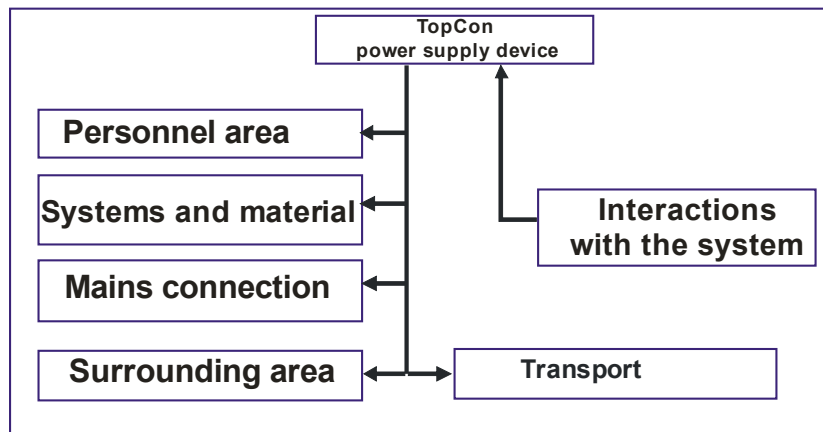 TopCon
power supply device
Personnel area
Systems and material
Interactions
with the system
Mains connection
Surrounding area
Transport